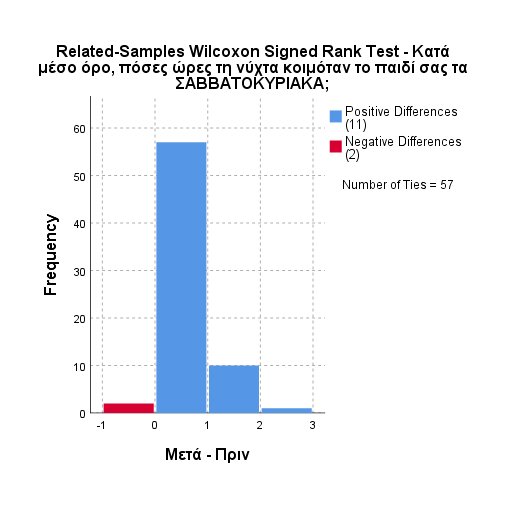 Related-Samples Wilcoxon Signed Rank Test - Κατά
μέσο όρο, πόσες ώρες τη νύχτα κοιμόταν το παιδί σας τα
ΣΑΒΒΑΤΟΚΥΡΙΑΚΑ;
Positive Differences
(11)
Negative Differences
(2)
Number of Ties = 57
Frequency
60
50
40
30
20
10
0
-1 0 1 2 3
Μετά - Πριν